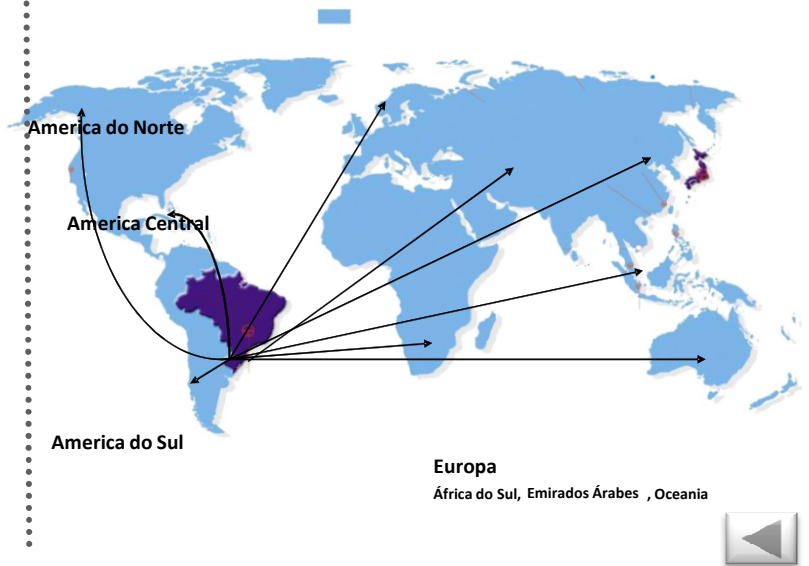 America do Norte
America Central
America do Sul
Europa
África do Sul, Emirados Árabes , Oceania